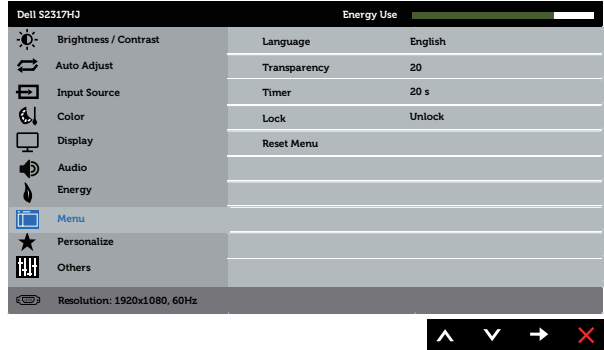 Dell S2317HJ Energy Use
Brightness / Contrast
Auto Adjust
Input Source
Color
Display
Audio
Energy
Menu
Personalize
Others
Language English
Transparency 20
Timer 20 s
Lock Unlock
Reset Menu
Resolution: 1920x1080, 60Hz